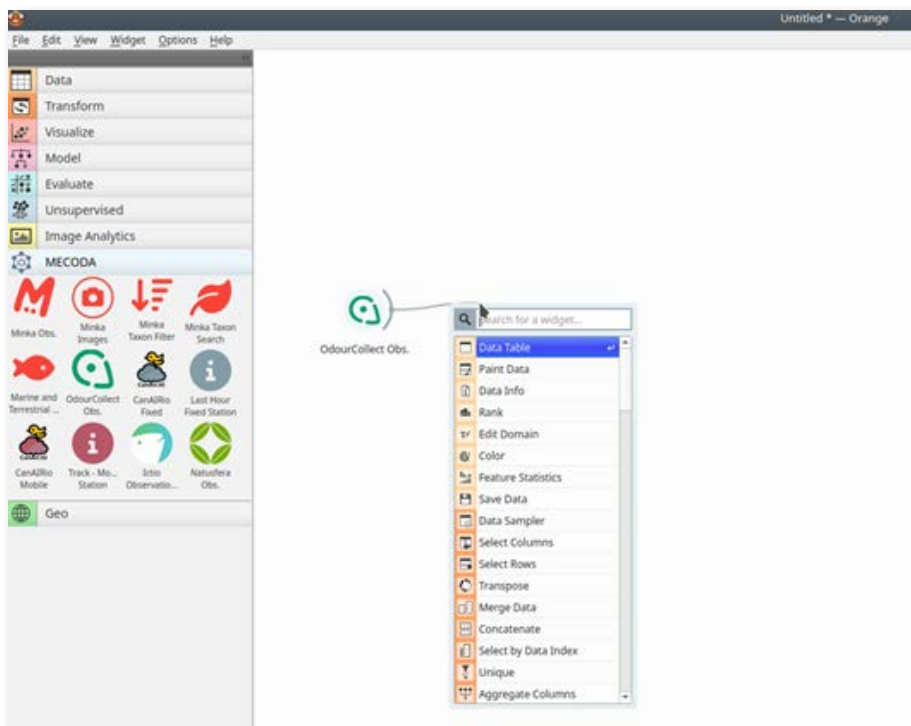 Untitled * — Orange
File Edit View Widget Options Help
Data
Transform
Visualize
Model
Evaluate
Unsupervised
Image Analytics
MECODA
Minka Obs.
Minka Images
Minka Taxon Filter
Minka Taxon Search
Marine and Terrestrial ...
OdourCollect Obs.
CanAIRio Fixed
Last Hour Fixed Station
CanAIRio Mobile
Track - Mo... Station
Ictio Observatio...
Natusfera Obs.
Geo
OdourCollect Obs.
Search for a widget...
Data Table
Paint Data
Data Info
Rank
Edit Domain
Color
Feature Statistics
Save Data
Data Sampler
Select Columns
Select Rows
Transpose
Merge Data
Concatenate
Select by Data Index
Unique
Aggregate Columns